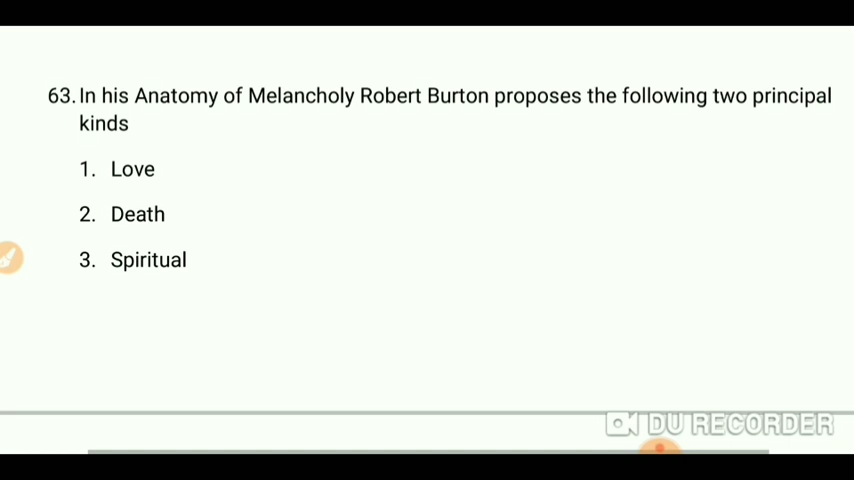 63. In his Anatomy of Melancholy Robert Burton proposes the following two principal
kinds
1. Love
2. Death
3. Spiritual
DU RECORDER